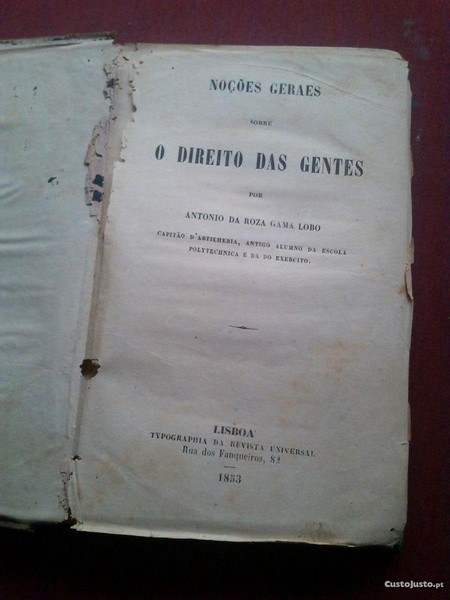 NOÇÕES GERAES
SOBRE
O DIREITO DAS GENTES
POR
ANTONIO DA ROZA GAMA LOBO
CAPITÃO D'ARTILHERIA, ANTIGO ALUMNO DA ESCOLA
POLYTECHNICA E DA DO EXERCITO.
LISBOA
TYPOGRAPHIA DA REVISTA UNIVERSAL
Rua dos Fanqueiros, 82
1853
CustoJusto.pt